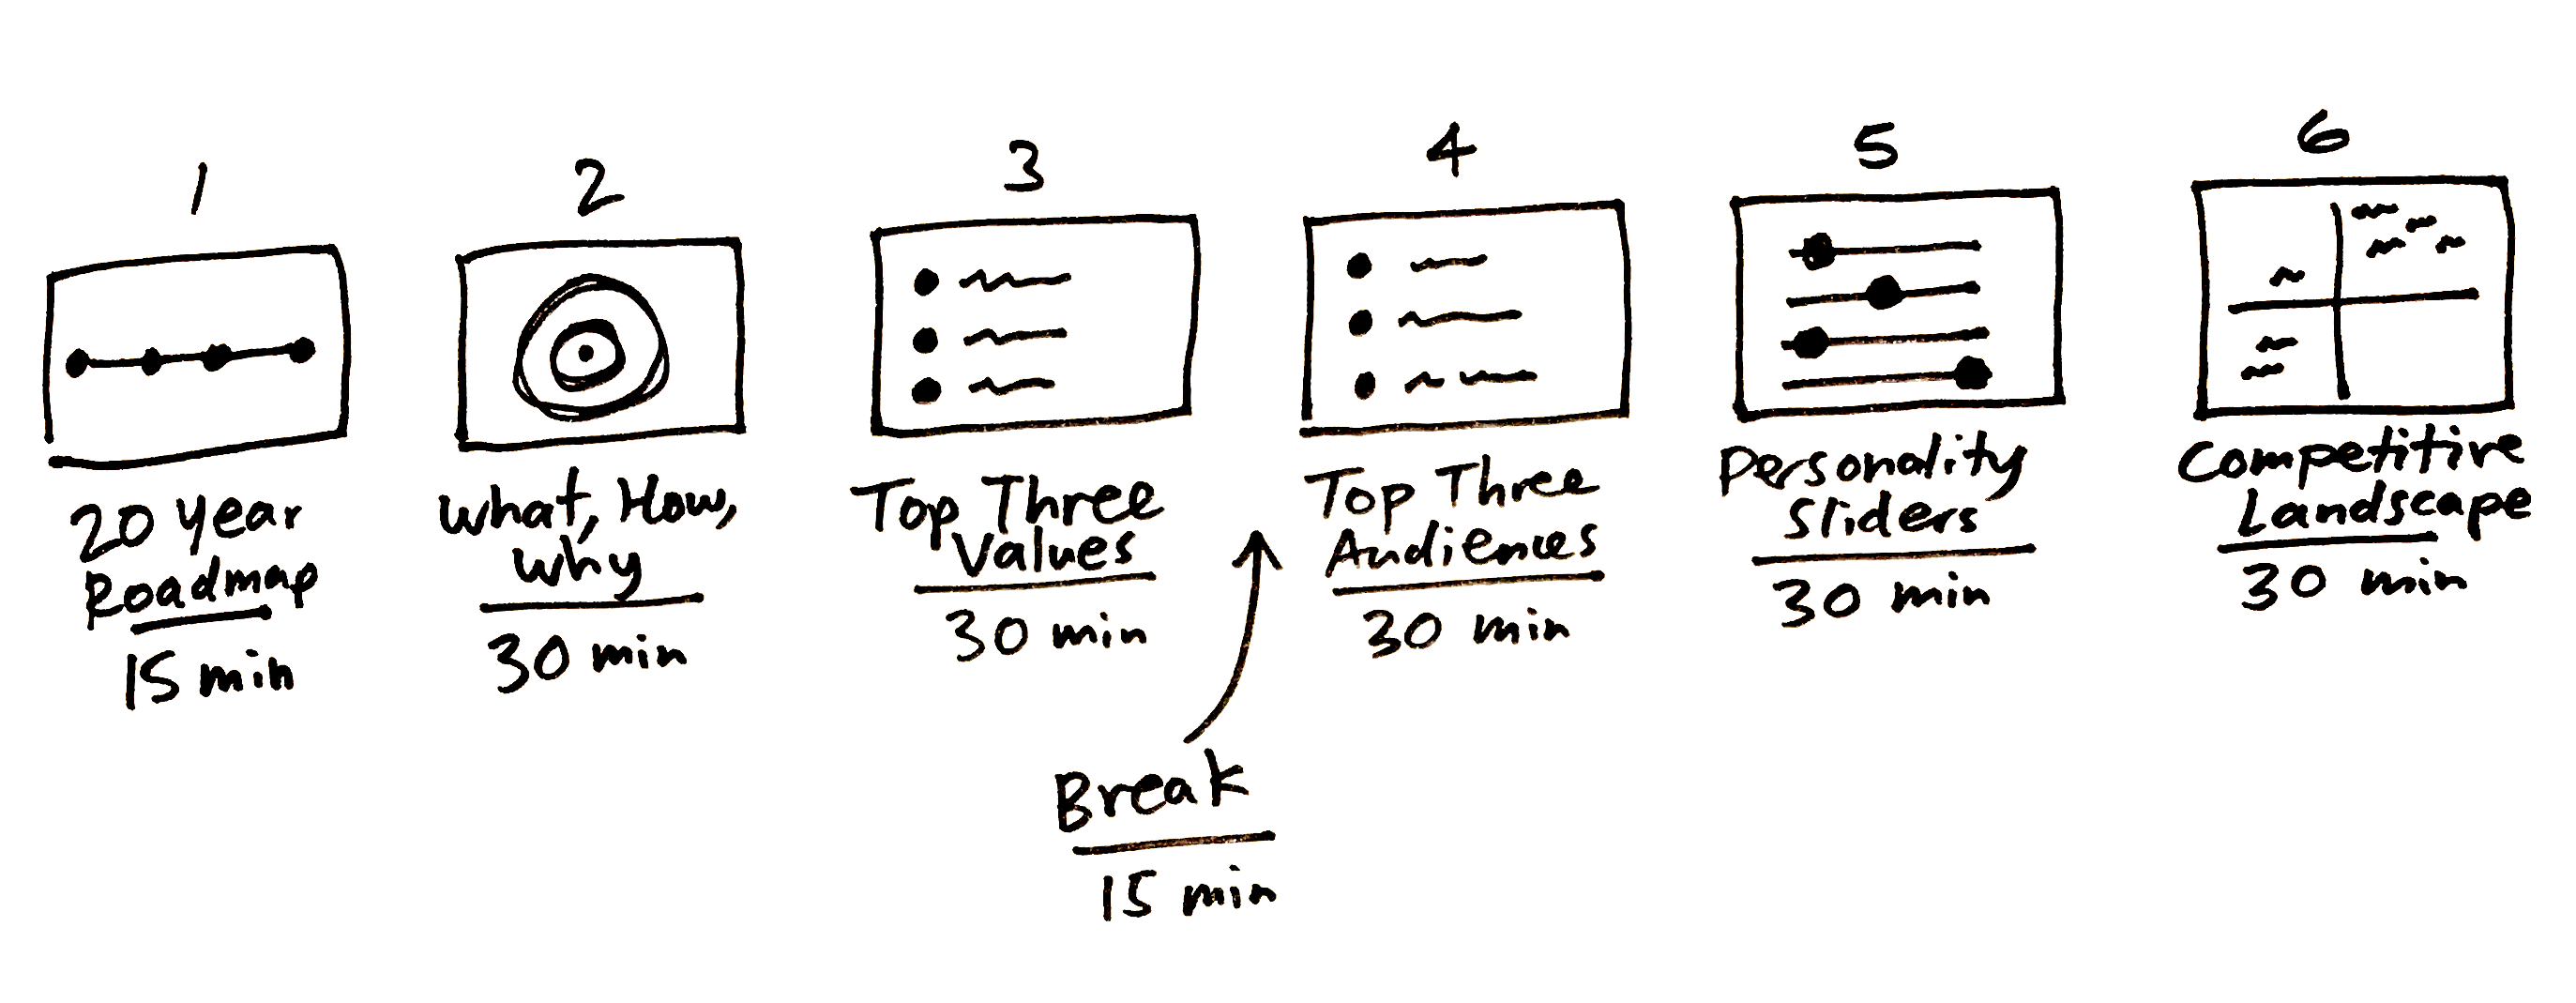 1
20 Year
Roadmap
15 min
2
What, How,
Why
30 min
3
Top Three
Values
30 min
Break
15 min
4
Top Three
Audiences
30 min
5
Personality
Sliders
30 min
6
Competitive
Landscape
30 min